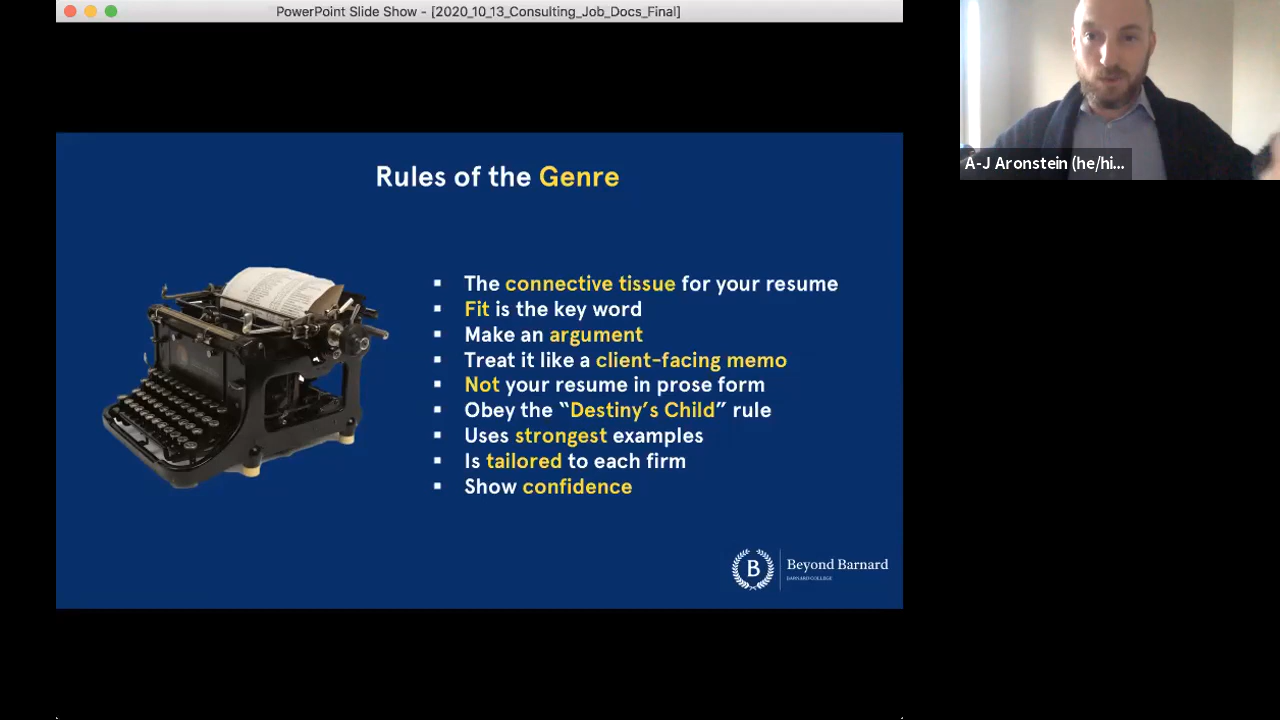 PowerPoint Slide Show - [2020_10_13_Consulting_Job_Docs_Final]
A-J Aronstein (he/hi...
Rules of the Genre
▪ The connective tissue for your resume
▪ Fit is the key word
▪ Make an argument
▪ Treat it like a client-facing memo
▪ Not your resume in prose form
▪ Obey the “Destiny’s Child” rule
▪ Uses strongest examples
▪ Is tailored to each firm
▪ Show confidence
B
Beyond Barnard
BARNARD COLLEGE